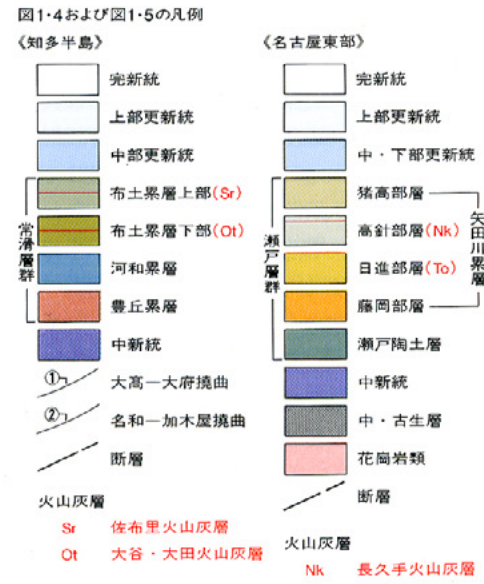 図1・4および図1・5の凡例
《知多半島》
完新統
上部更新統
中部更新統
常滑層群
布土累層上部(Sr)
布土累層下部(Ot)
河和累層
豊丘累層
中新統
① 大高―大府撓曲
② 名和―加木屋撓曲
断層
火山灰層
Sr 佐布里火山灰層
Ot 大谷・大田火山灰層
《名古屋東部》
完新統
上部更新統
中・下部更新統
瀬戸層群
猪高部層
高針部層(Nk)
日進部層(To)
藤岡部層
矢田川累層
瀬戸陶土層
中新統
中・古生層
花崗岩類
断層
火山灰層
Nk 長久手火山灰層